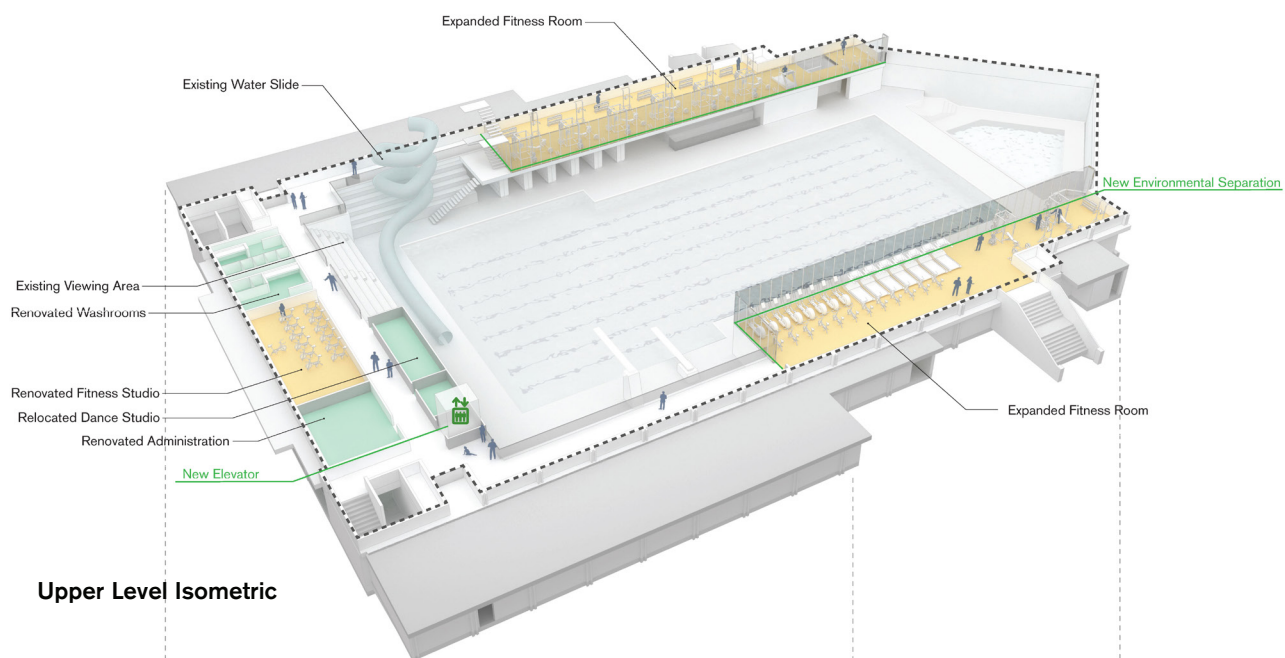 Expanded Fitness Room
Existing Water Slide
New Environmental Separation
Existing Viewing Area
Renovated Washrooms
Renovated Fitness Studio
Relocated Dance Studio
Expanded Fitness Room
Renovated Administration
New Elevator
Upper Level Isometric